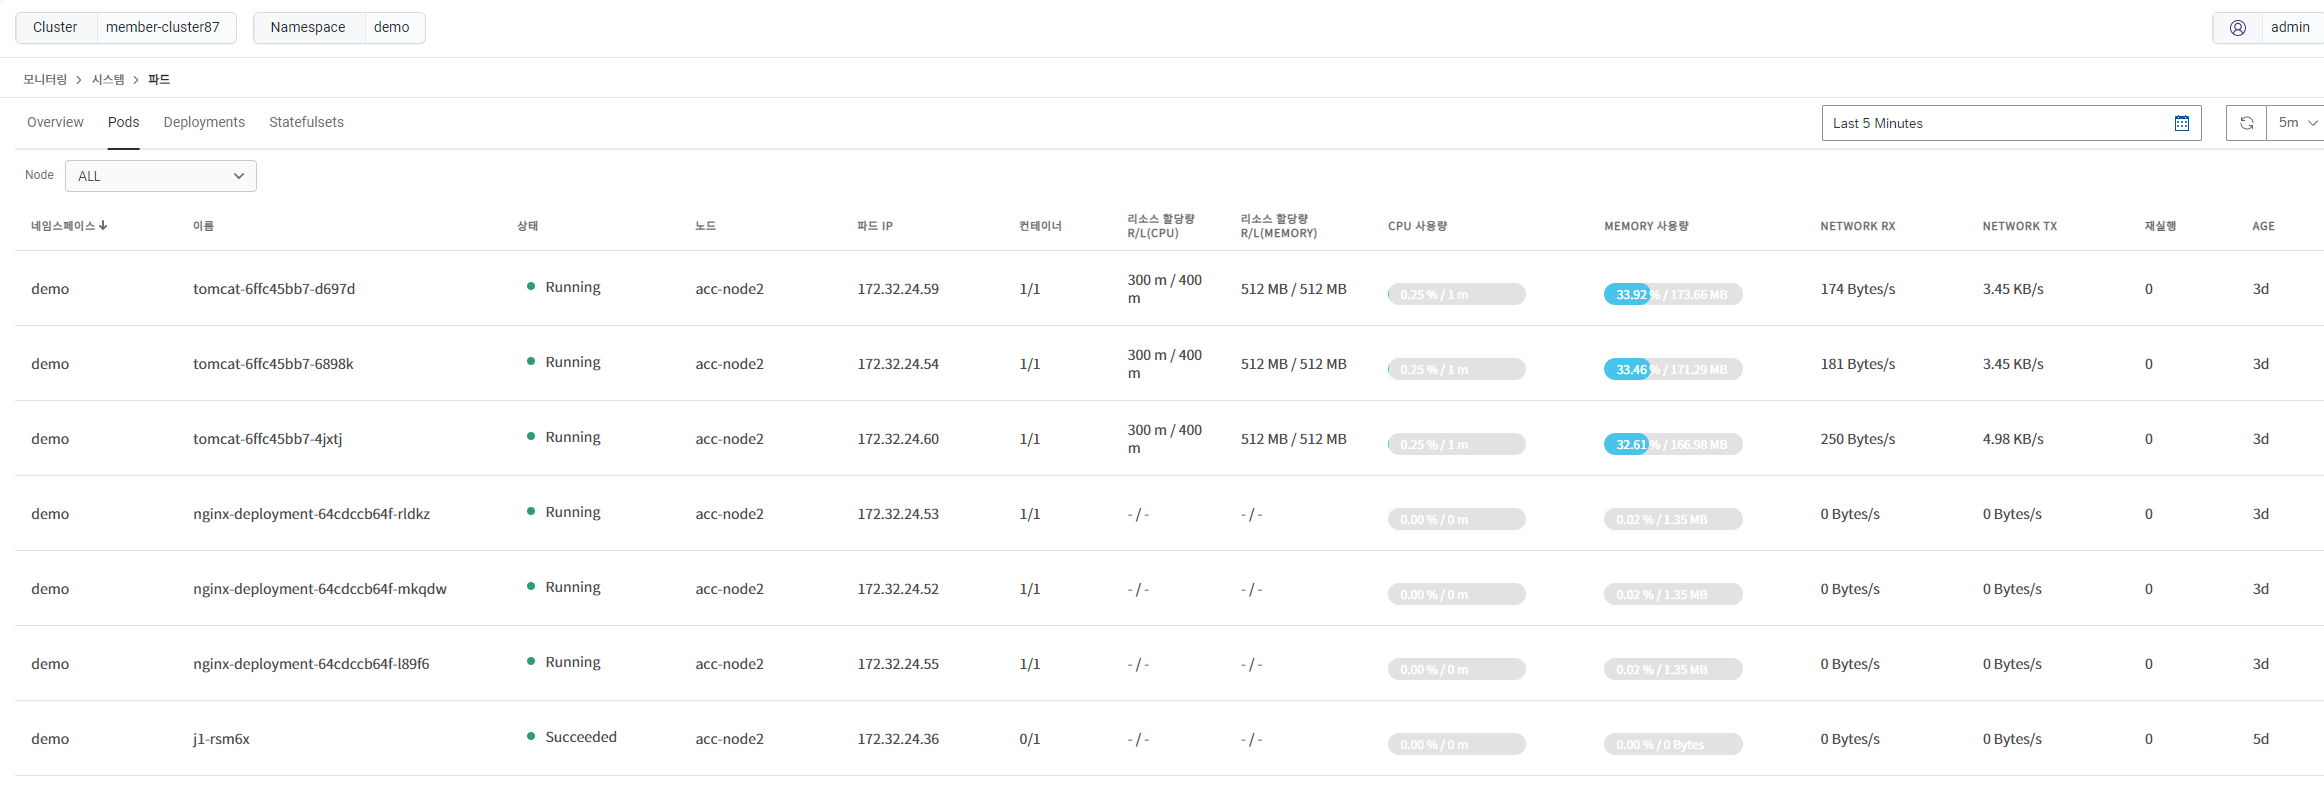 Cluster member-cluster87 Namespace demo admin
모니터링 > 시스템 > 파드
Overview Pods Deployments Statefulsets Last 5 Minutes 5m
Node ALL
네임스페이스 이름 상태 노드 파드 IP 컨테이너 리소스 할당량 R/L(CPU) 리소스 할당량 R/L(MEMORY) CPU 사용량 MEMORY 사용량 NETWORK RX NETWORK TX 재실행 AGE
demo tomcat-6ffc45bb7-d697d Running acc-node2 172.32.24.59 1/1 300 m / 400 m 512 MB / 512 MB 0.25 % / 1 m 33.92 % / 173.66 MB 174 Bytes/s 3.45 KB/s 0 3d
demo tomcat-6ffc45bb7-6898k Running acc-node2 172.32.24.54 1/1 300 m / 400 m 512 MB / 512 MB 0.25 % / 1 m 33.46 % / 171.29 MB 181 Bytes/s 3.45 KB/s 0 3d
demo tomcat-6ffc45bb7-4jxtj Running acc-node2 172.32.24.60 1/1 300 m / 400 m 512 MB / 512 MB 0.25 % / 1 m 32.61 % / 166.98 MB 250 Bytes/s 4.98 KB/s 0 3d
demo nginx-deployment-64cdccb64f-rldkz Running acc-node2 172.32.24.53 1/1 - / - - / - 0.00 % / 0 m 0.02 % / 1.35 MB 0 Bytes/s 0 Bytes/s 0 3d
demo nginx-deployment-64cdccb64f-mkqdw Running acc-node2 172.32.24.52 1/1 - / - - / - 0.00 % / 0 m 0.02 % / 1.35 MB 0 Bytes/s 0 Bytes/s 0 3d
demo nginx-deployment-64cdccb64f-l89f6 Running acc-node2 172.32.24.55 1/1 - / - - / - 0.00 % / 0 m 0.02 % / 1.35 MB 0 Bytes/s 0 Bytes/s 0 3d
demo j1-rsm6x Succeeded acc-node2 172.32.24.36 0/1 - / - - / - 0.00 % / 0 m 0.00 % / 0 Bytes 0 Bytes/s 0 Bytes/s 0 5d